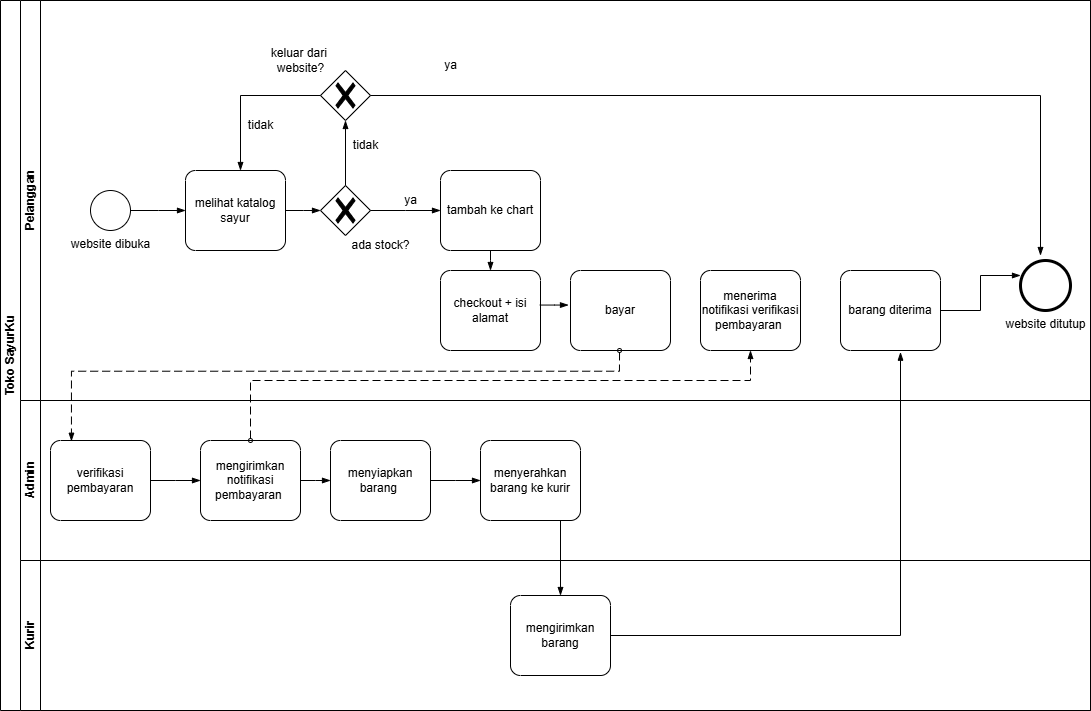 Toko SayurKu
Pelanggan
keluar dari
website?
ya
tidak
tidak
website dibuka
melihat katalog
sayur
ada stock?
ya
tambah ke chart
checkout + isi
alamat
bayar
menerima
notifikasi verifikasi
pembayaran
barang diterima
website ditutup
Admin
verifikasi
pembayaran
mengirimkan
notifikasi
pembayaran
menyiapkan
barang
menyerahkan
barang ke kurir
Kurir
mengirimkan
barang